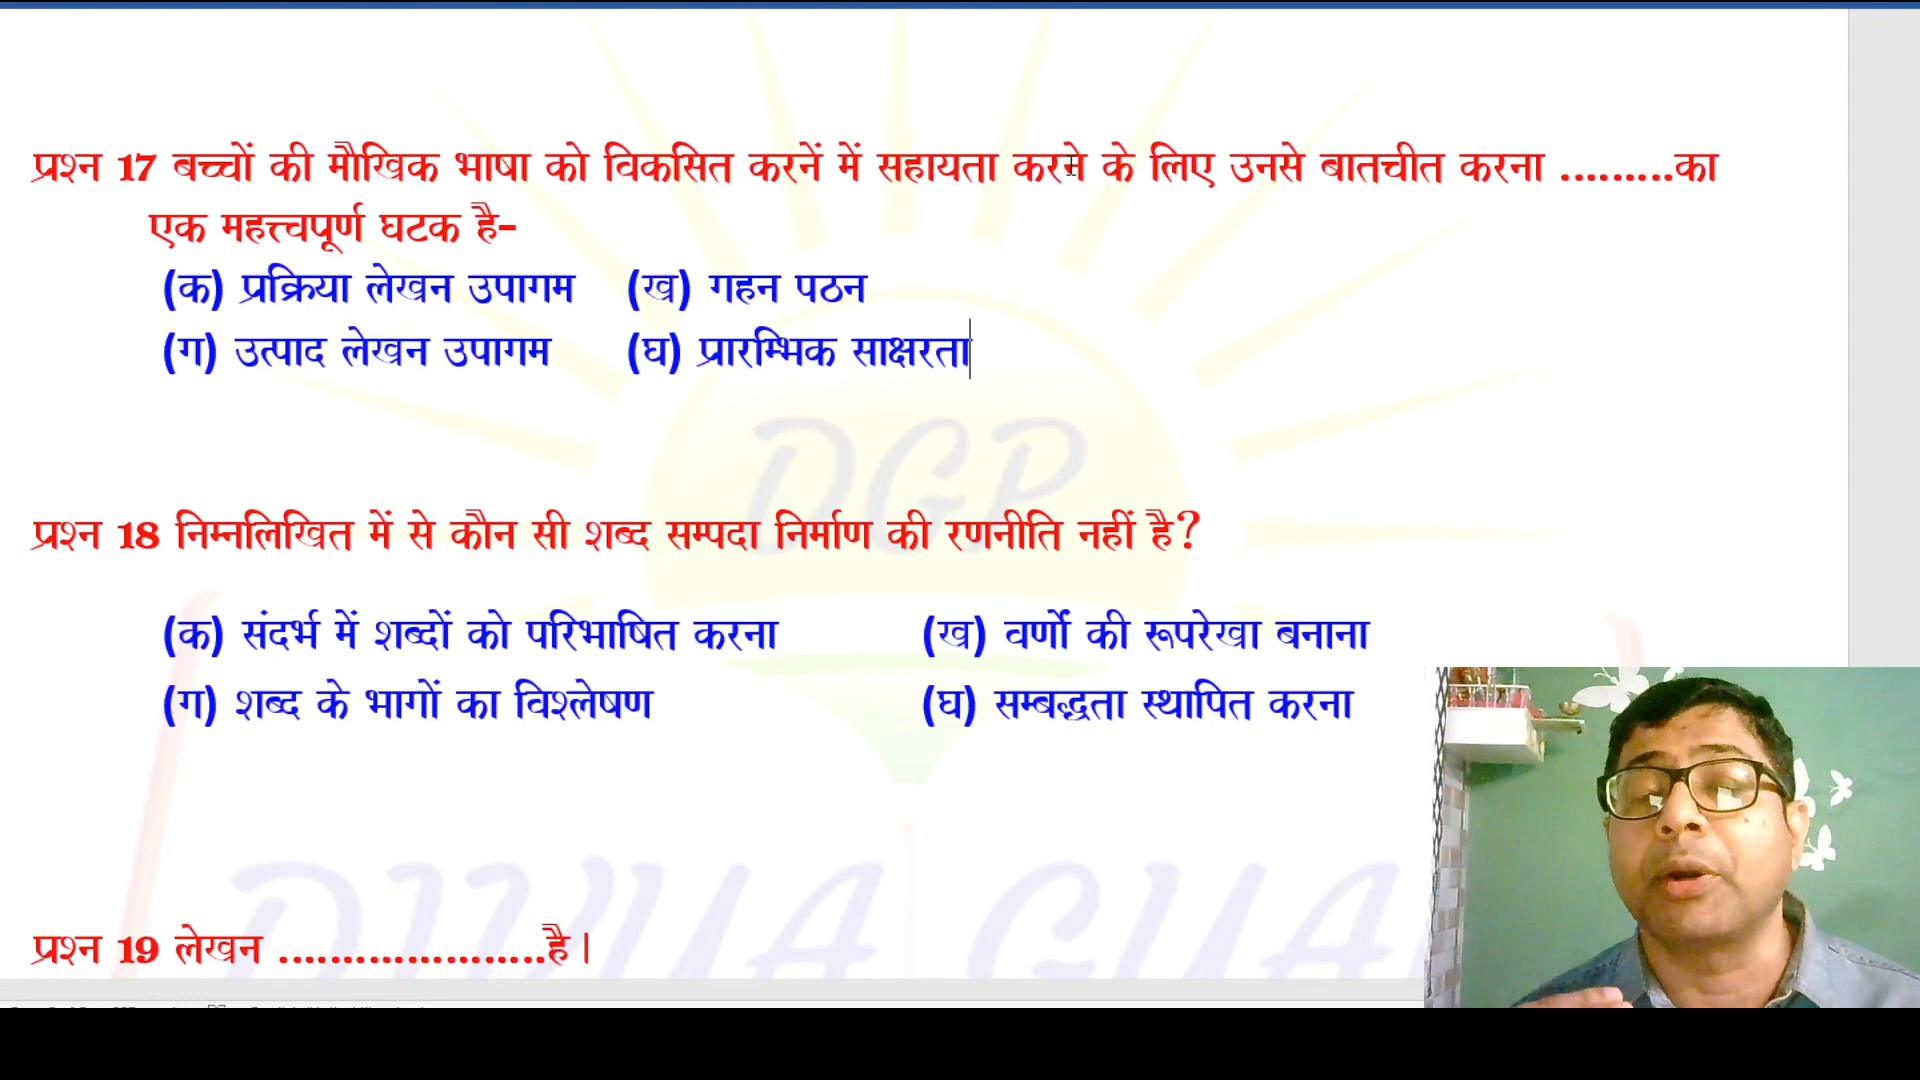 प्रश्न 17 बच्चों की मौखिक भाषा को विकसित करनें में सहायता करने के लिए उनसे बातचीत करना .........का
एक महत्त्वपूर्ण घटक है-
(क) प्रक्रिया लेखन उपागम (ख) गहन पठन
(ग) उत्पाद लेखन उपागम (घ) प्रारम्भिक साक्षरता
DGP
प्रश्न 18 निम्नलिखित में से कौन सी शब्द सम्पदा निर्माण की रणनीति नहीं है?
(क) संदर्भ में शब्दों को परिभाषित करना (ख) वर्णो की रूपरेखा बनाना
(ग) शब्द के भागों का विश्लेषण (घ) सम्बद्धता स्थापित करना
प्रश्न 19 लेखन .....................है।